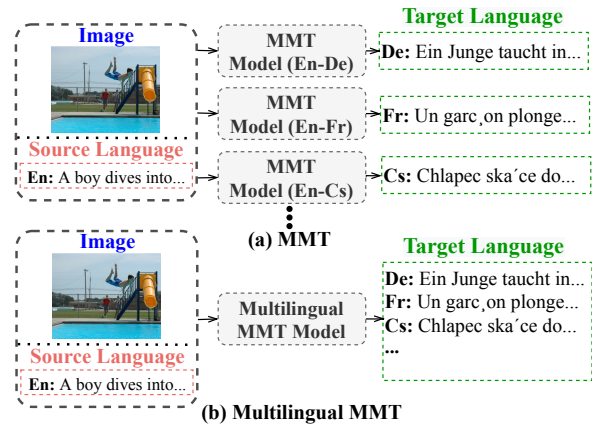 Image
Source Language
En: A boy dives into...
MMT
Model (En-De)
MMT
Model (En-Fr)
MMT
Model (En-Cs)
Target Language
De: Ein Junge taucht in...
Fr: Un garc¸on plonge...
Cs: Chlapec ska´ce do...
(a) MMT
Image
Source Language
En: A boy dives into...
Multilingual
MMT Model
Target Language
De: Ein Junge taucht in...
Fr: Un garc¸on plonge...
Cs: Chlapec ska´ce do...
...
(b) Multilingual MMT